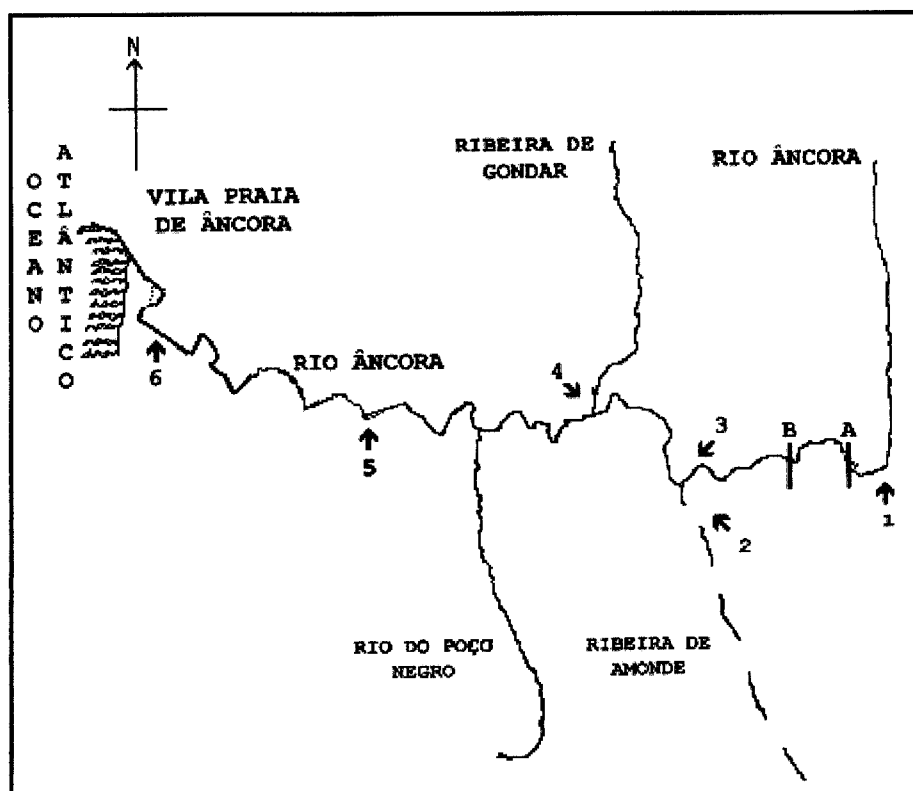 N
OCEANO
ATLÂNTICO
VILA PRAIA
DE ÂNCORA
RIBEIRA DE
GONDAR
RIO ÂNCORA
6
RIO ÂNCORA
4
5
3
B
A
1
2
RIO DO POÇO
NEGRO
RIBEIRA DE
AMONDE